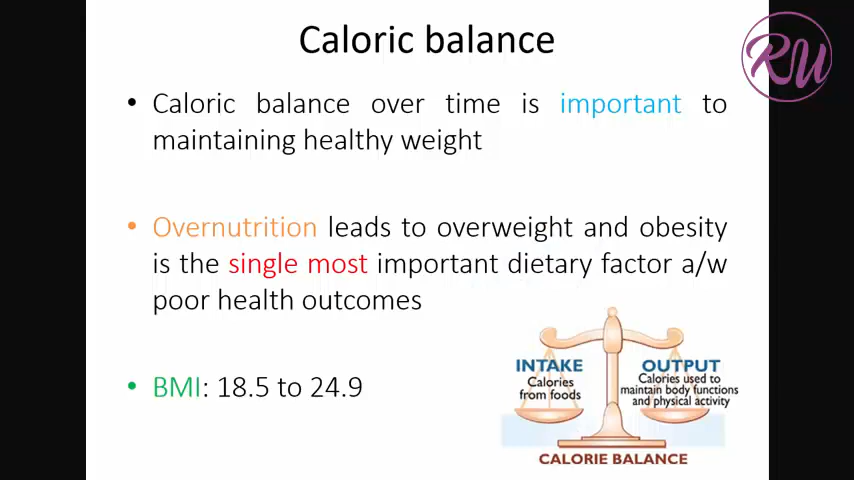 Caloric balance
RU
• Caloric balance over time is important to
maintaining healthy weight
• Overnutrition leads to overweight and obesity
is the single most important dietary factor a/w
poor health outcomes
• BMI: 18.5 to 24.9
INTAKE
Calories
from foods
OUTPUT
Calories used to
maintain body functions
and physical activity
CALORIE BALANCE